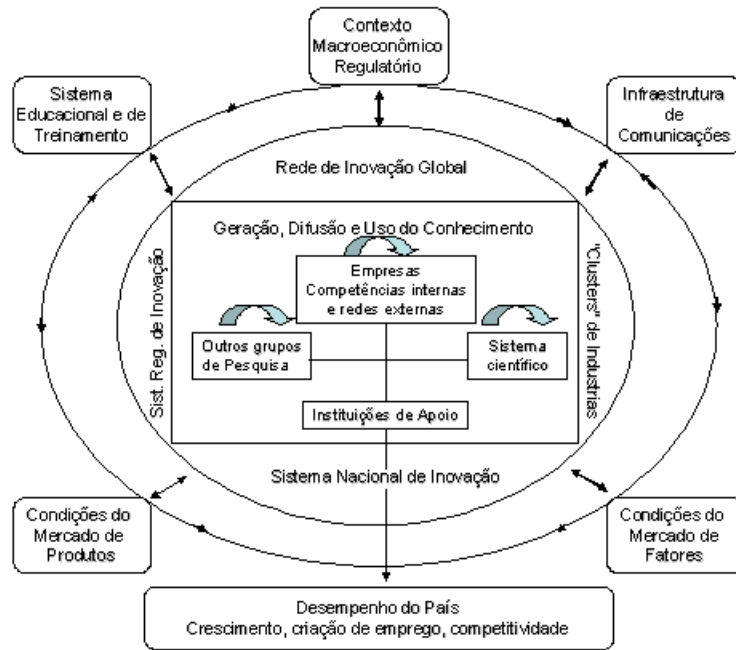 Contexto
Macroeconômico
Regulatório
Sistema
Educacional e de
Treinamento
Infraestrutura
de
Comunicações
Rede de Inovação Global
Geração, Difusão e Uso do Conhecimento
Sist. Reg. de Inovação
"Clusters" de Industrias
Empresas
Competências internas
e redes externas
Outros grupos
de Pesquisa
Sistema
científico
Instituições de Apoio
Sistema Nacional de Inovação
Condições do
Mercado de
Produtos
Condições do
Mercado de
Fatores
Desempenho do País
Crescimento, criação de emprego, competitividade